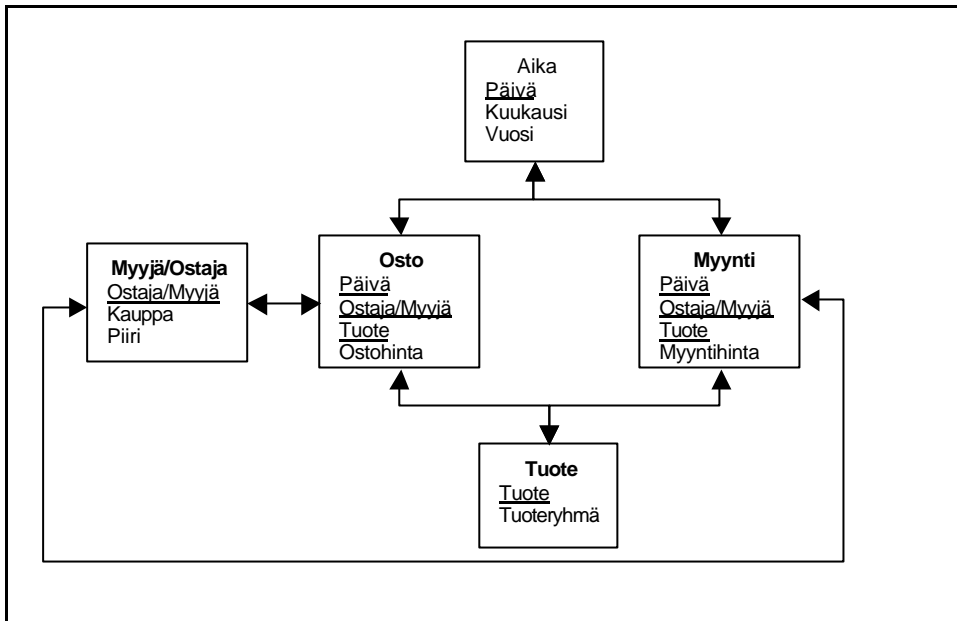 Aika
Päivä
Kuukausi
Vuosi
Myyjä/Ostaja
Ostaja/Myyjä
Kauppa
Piiri
Osto
Päivä
Ostaja/Myyjä
Tuote
Ostohinta
Myynti
Päivä
Ostaja/Myyjä
Tuote
Myyntihinta
Tuote
Tuote
Tuoteryhmä